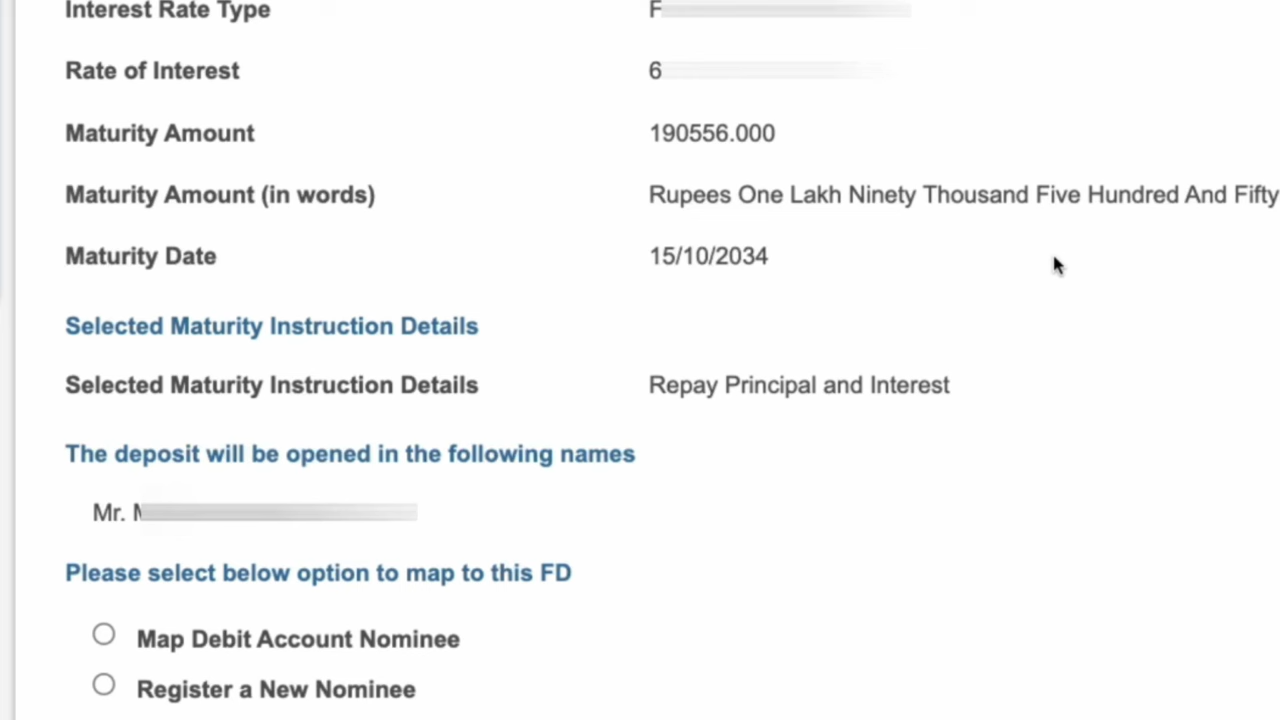 Interest Rate Type F
Rate of Interest 6
Maturity Amount 190556.000
Maturity Amount (in words) Rupees One Lakh Ninety Thousand Five Hundred And Fifty
Maturity Date 15/10/2034
Selected Maturity Instruction Details
Selected Maturity Instruction Details Repay Principal and Interest
The deposit will be opened in the following names
Mr.
Please select below option to map to this FD
Map Debit Account Nominee
Register a New Nominee